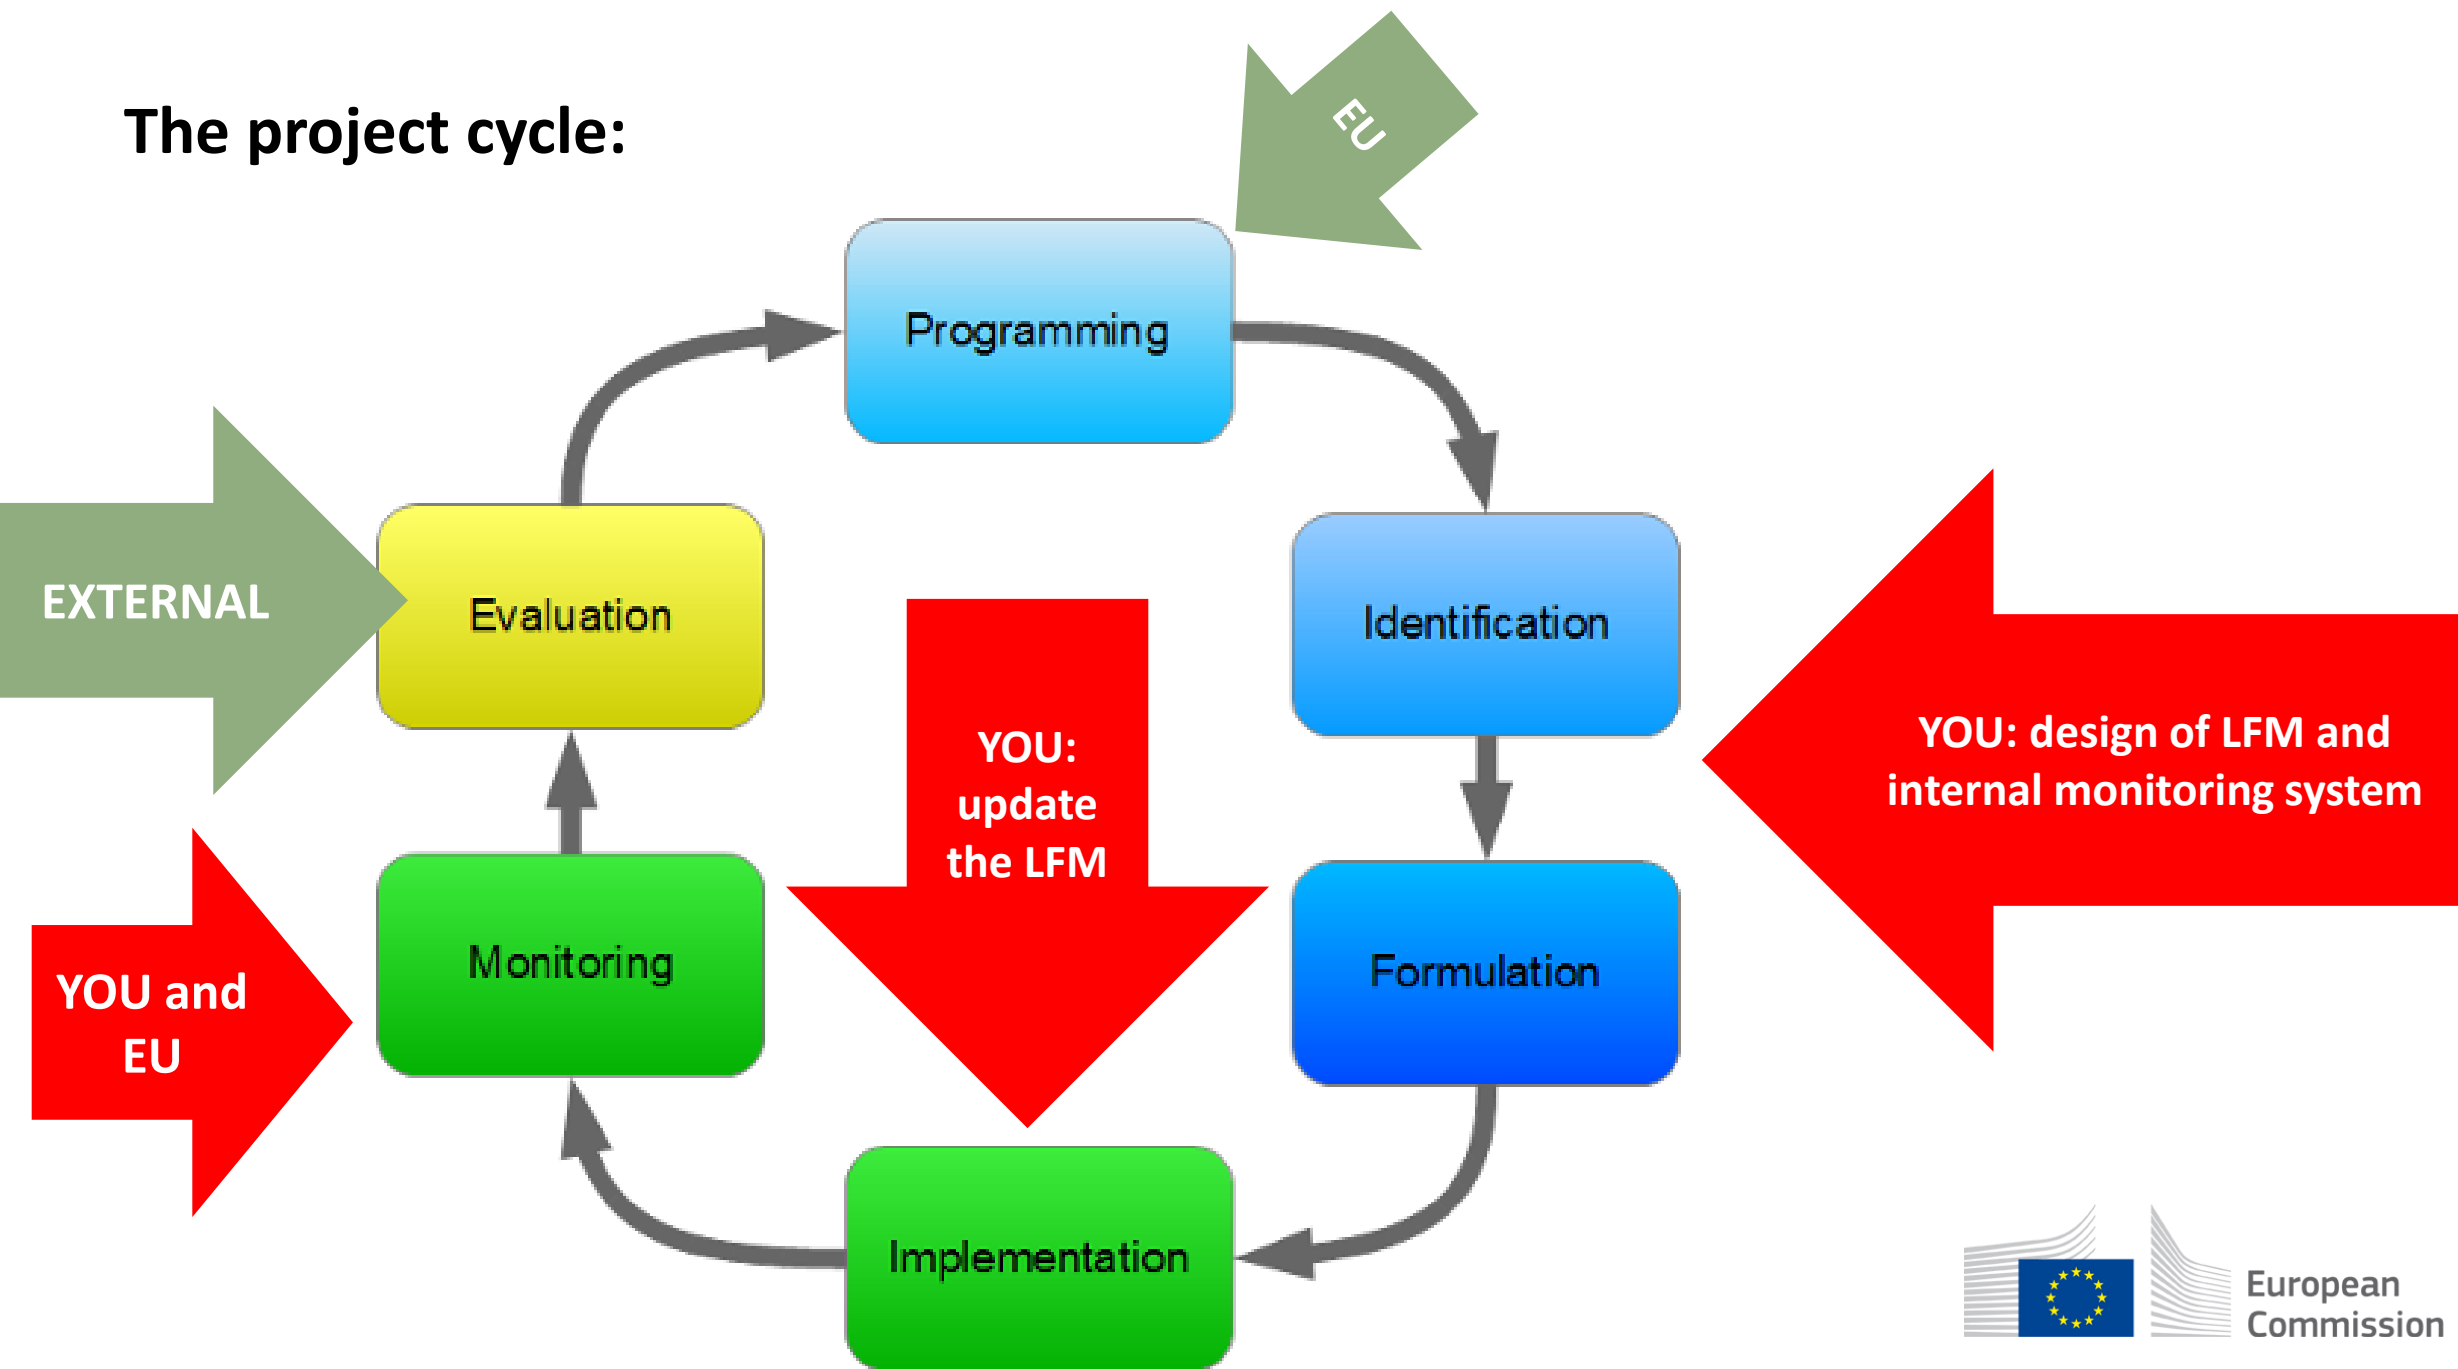 The project cycle:
EU
Programming
EXTERNAL
Evaluation
Identification
YOU:
update
the LFM
YOU: design of LFM and
internal monitoring system
YOU and
EU
Monitoring
Formulation
Implementation
European
Commission